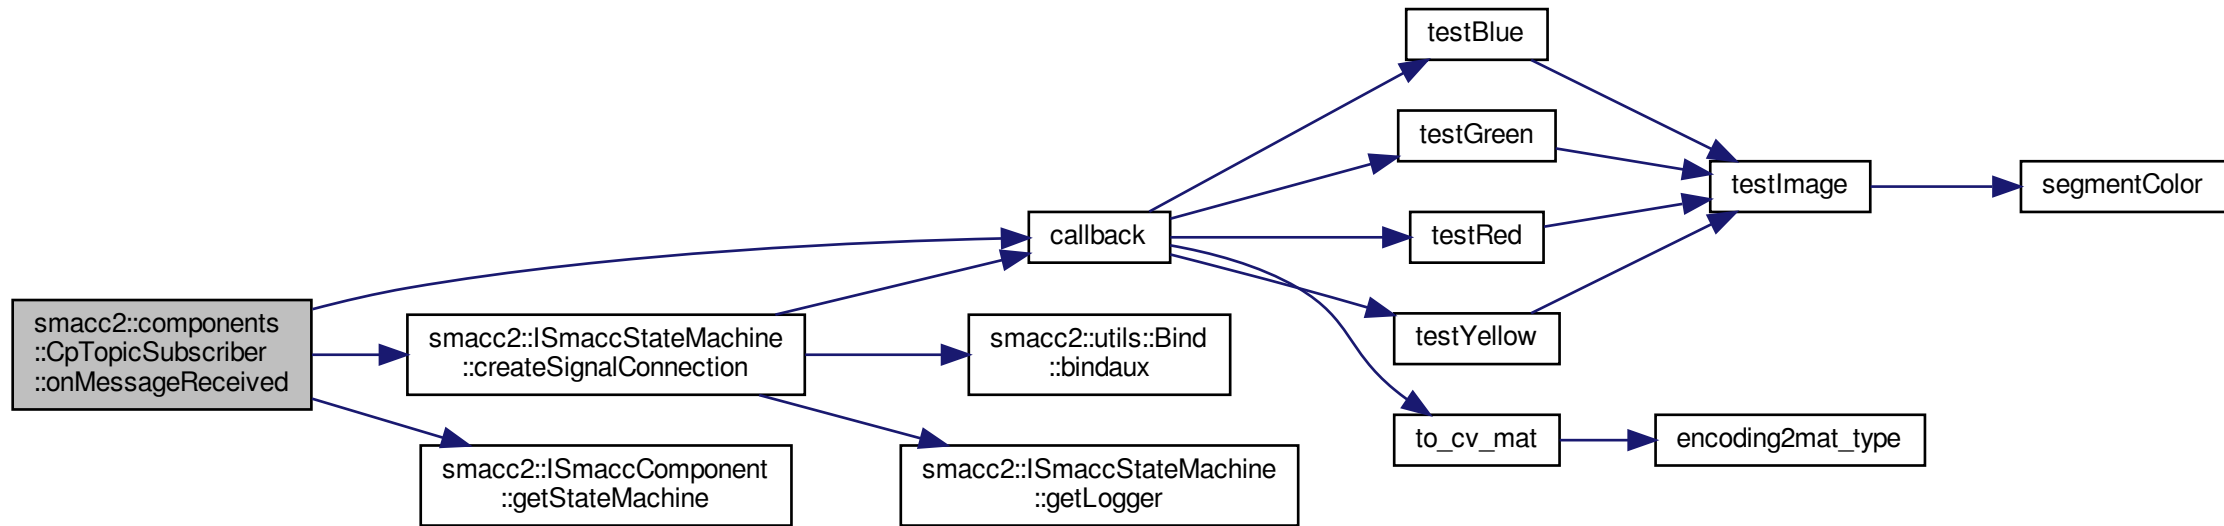 smacc2::components
::CpTopicSubscriber
::onMessageReceived
smacc2::ISmaccStateMachine
::createSignalConnection
smacc2::ISmaccComponent
::getStateMachine
callback
smacc2::utils::Bind
::bindaux
smacc2::ISmaccStateMachine
::getLogger
testBlue
testGreen
testRed
testYellow
to_cv_mat
testImage
encoding2mat_type
segmentColor